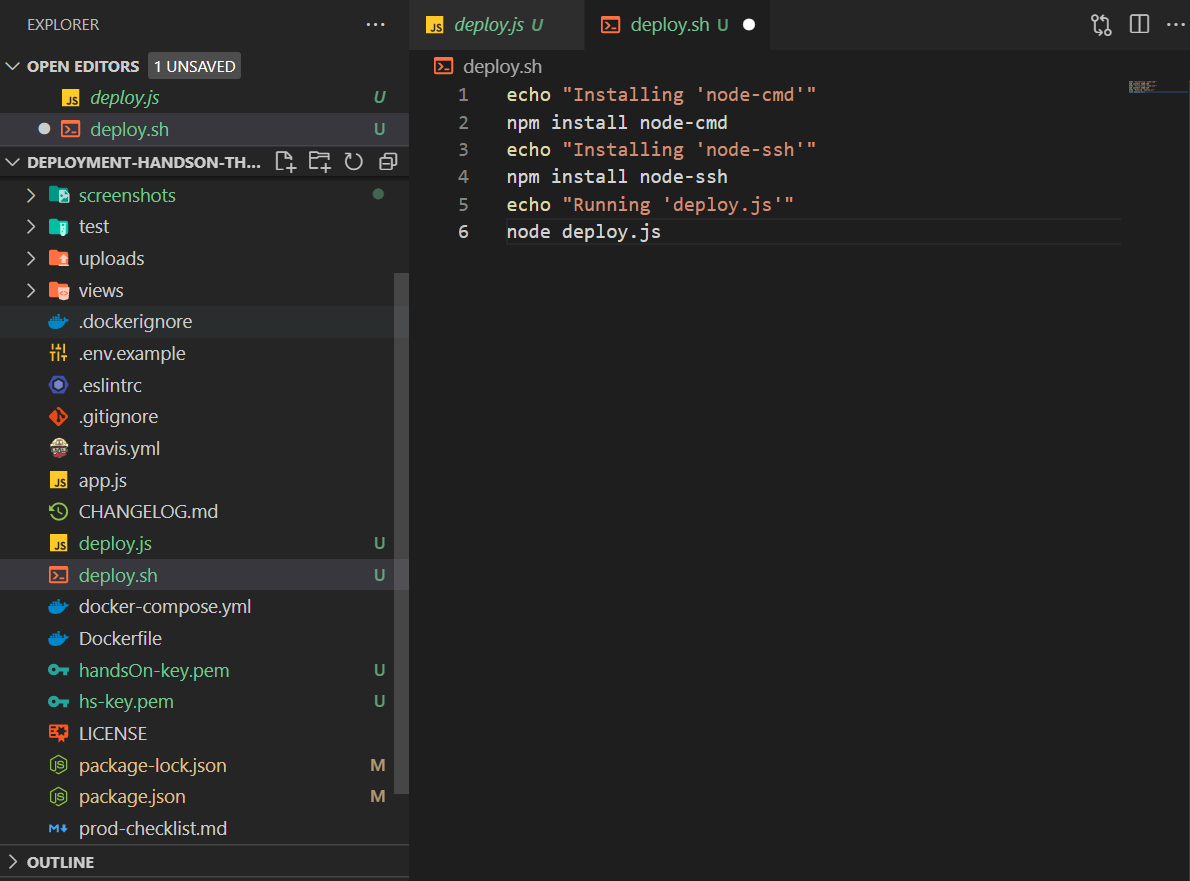 EXPLORER
OPEN EDITORS 1 UNSAVED
deploy.js U
deploy.sh U
DEPLOYMENT-HANDSON-TH...
screenshots
test
uploads
views
.dockerignore
.env.example
.eslintrc
.gitignore
.travis.yml
app.js
CHANGELOG.md
deploy.js U
deploy.sh U
docker-compose.yml
Dockerfile
handsOn-key.pem U
hs-key.pem U
LICENSE
package-lock.json M
package.json M
prod-checklist.md
OUTLINE
deploy.js U deploy.sh U
deploy.sh
1 echo "Installing 'node-cmd'"
2 npm install node-cmd
3 echo "Installing 'node-ssh'"
4 npm install node-ssh
5 echo "Running 'deploy.js'"
6 node deploy.js